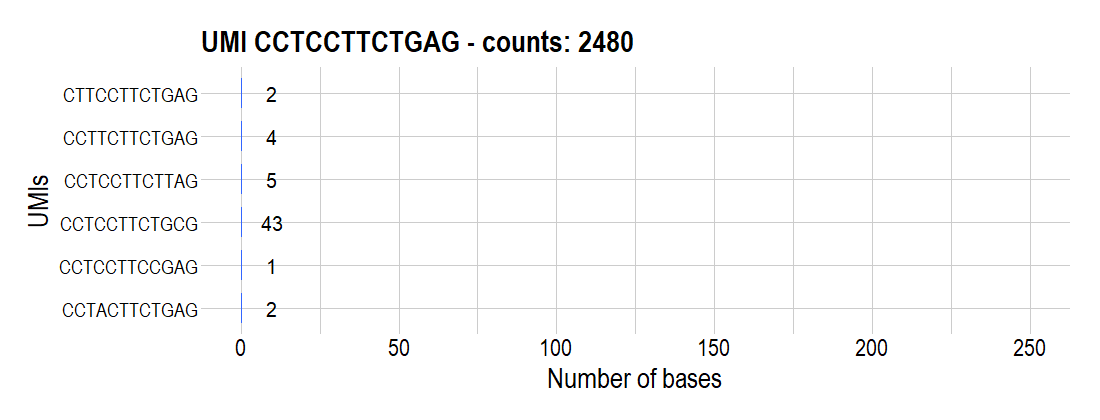 UMI CCTCCTTCTGAG - counts: 2480
CTTCCTTCTGAG 2
CCTTCTTCTGAG 4
CCTCCTTCTTAG 5
UMIs
CCTCCTTCTGCG 43
CCTCCTTCCGAG 1
CCTACTTCTGAG 2
0 50 100 150 200 250
Number of bases